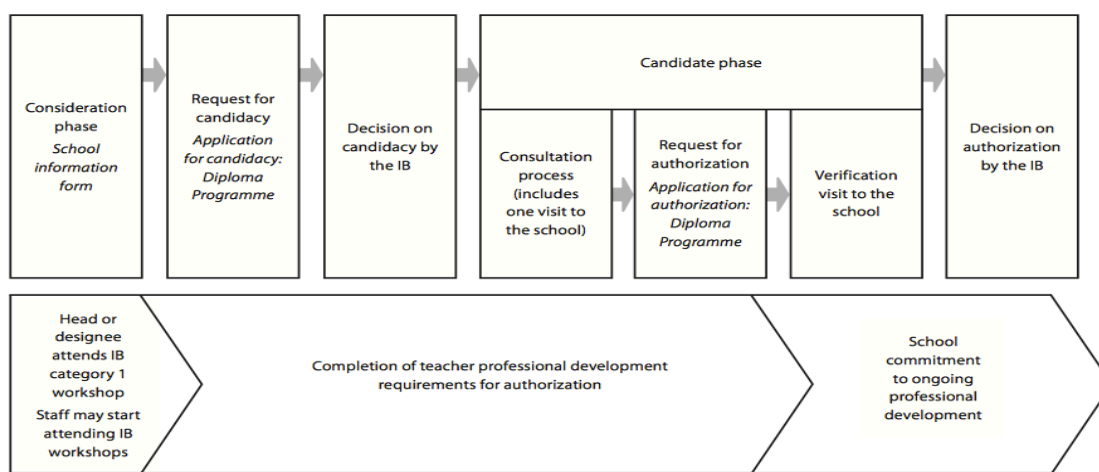 Consideration
phase
School
information
form
Request for
candidacy
Application
for candidacy:
Diploma
Programme
Decision on
candidacy by
the IB
Candidate phase
Consultation
process
(includes
one visit to
the school)
Request for
authorization
Application for
authorization:
Diploma
Programme
Verification
visit to the
school
Decision on
authorization
by the IB
Head or
designee
attends IB
category 1
workshop
Staff may start
attending IB
workshops
Completion of teacher professional development
requirements for authorization
School
commitment
to ongoing
professional
development